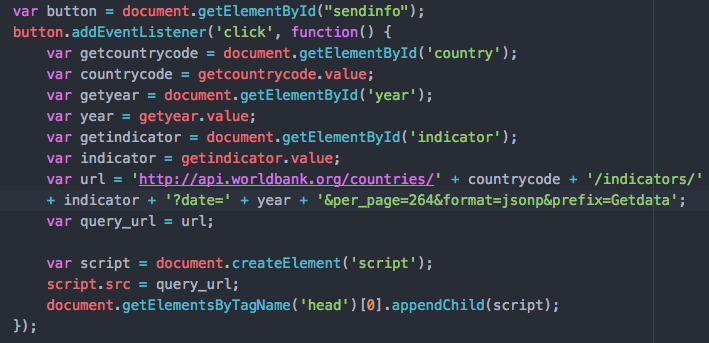 var button = document.getElementById("sendinfo");
button.addEventListener('click', function() {
    var getcountrycode = document.getElementById('country');
    var countrycode = getcountrycode.value;
    var getyear = document.getElementById('year');
    var year = getyear.value;
    var getindicator = document.getElementById('indicator');
    var indicator = getindicator.value;
    var url = 'http://api.worldbank.org/countries/' + countrycode + '/indicators/'
    + indicator + '?date=' + year + '&per_page=264&format=jsonp&prefix=Getdata';
    var query_url = url;

    var script = document.createElement('script');
    script.src = query_url;
    document.getElementsByTagName('head')[0].appendChild(script);
});